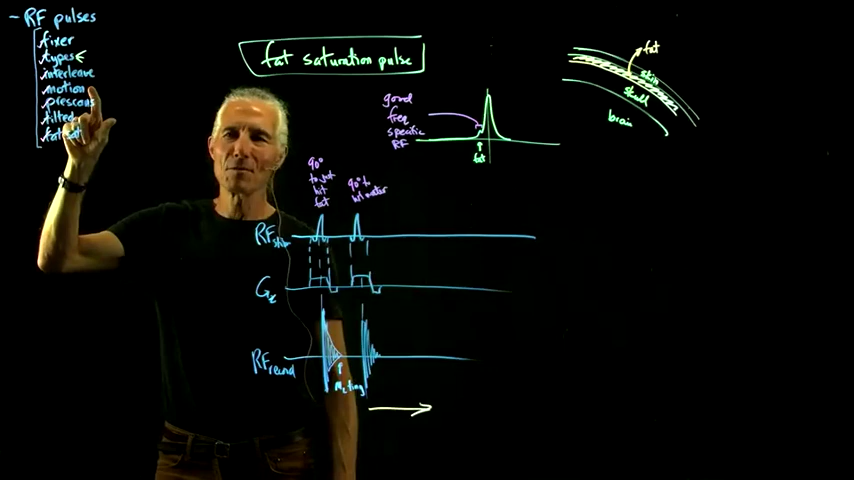 - RF pulses
fixer
types
interleave
motion
prescans
tilted
fat sat
fat saturation pulse
good
freq
specific
RF
fat
fat
skin
skull
brain
90°
to just
hit
fat
90° to
hit water
RF
G
RF record